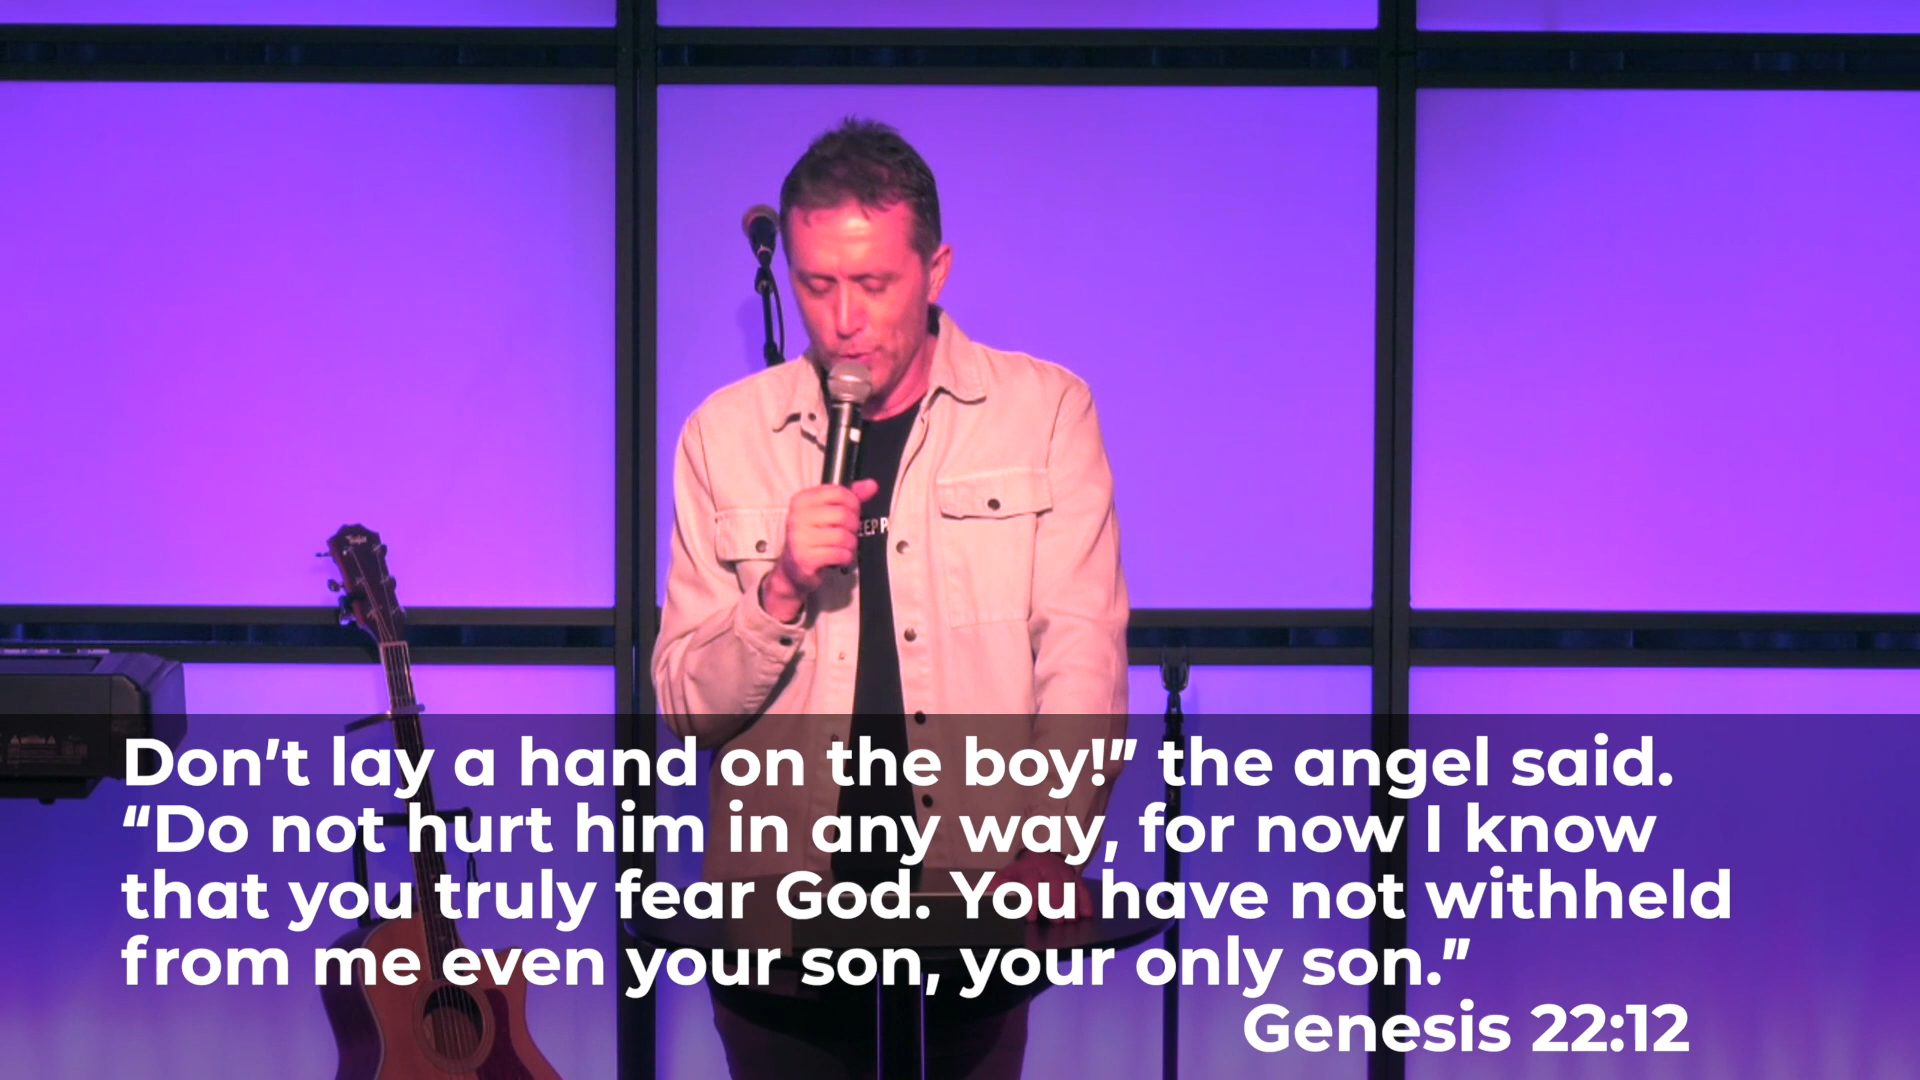 Taylor
EEP P
Don't lay a hand on the boy!” the angel said.
“Do not hurt him in any way, for now I know
that you truly fear God. You have not withheld
from me even your son, your only son.”
Genesis 22:12